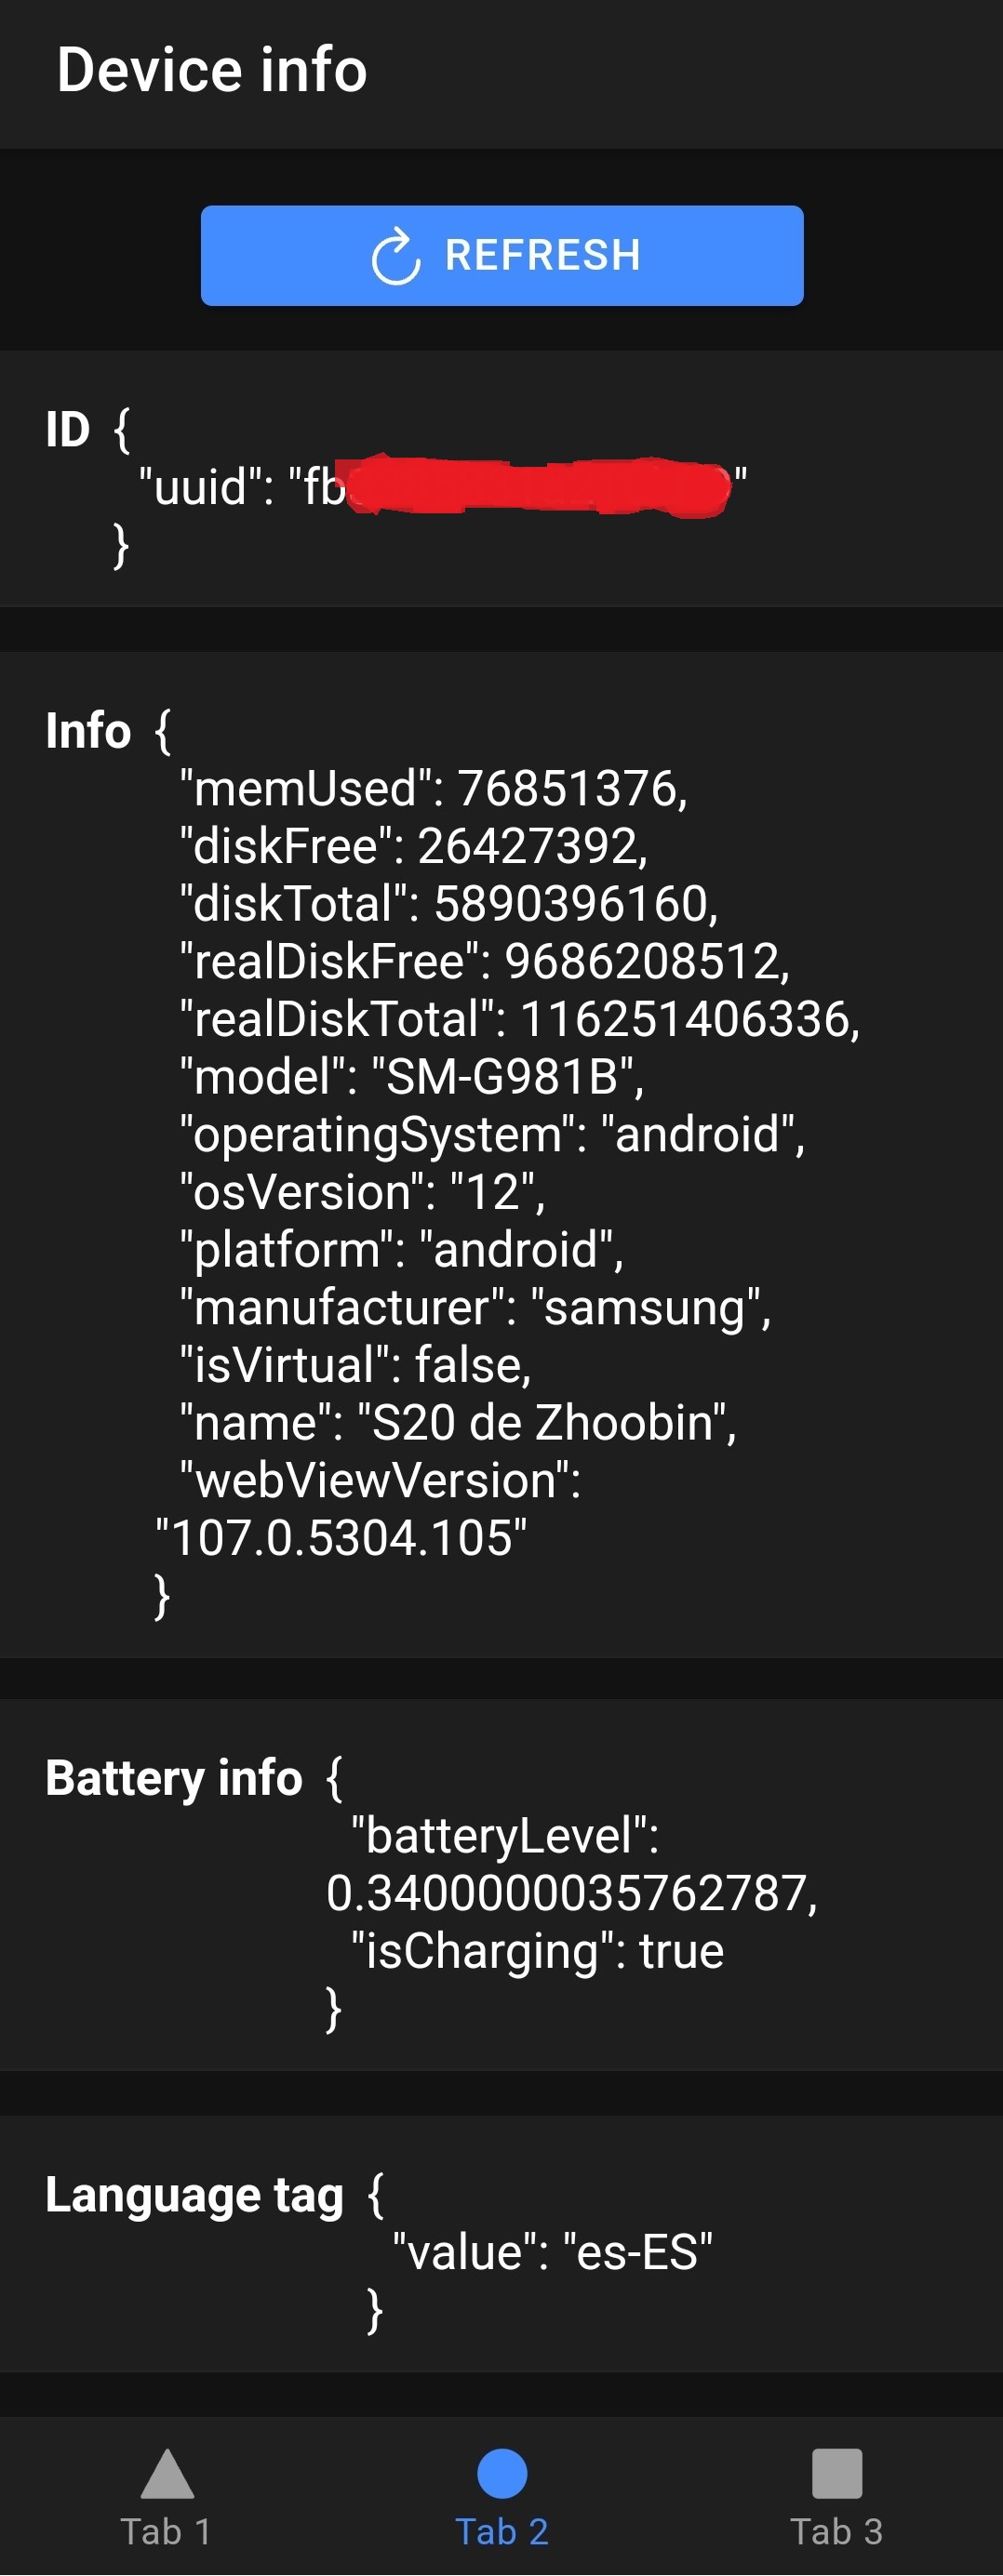 Device info
REFRESH
ID {
"uuid": "fb"
}
Info {
"memUsed": 76851376,
"diskFree": 26427392,
"diskTotal": 5890396160,
"realDiskFree": 9686208512,
"realDiskTotal": 116251406336,
"model": "SM-G981B",
"operatingSystem": "android",
"osVersion": "12",
"platform": "android",
"manufacturer": "samsung",
"isVirtual": false,
"name": "S20 de Zhoobin",
"webViewVersion":
"107.0.5304.105"
}
Battery info {
"batteryLevel":
0.3400000035762787,
"isCharging": true
}
Language tag {
"value": "es-ES"
}
Tab 1
Tab 2
Tab 3